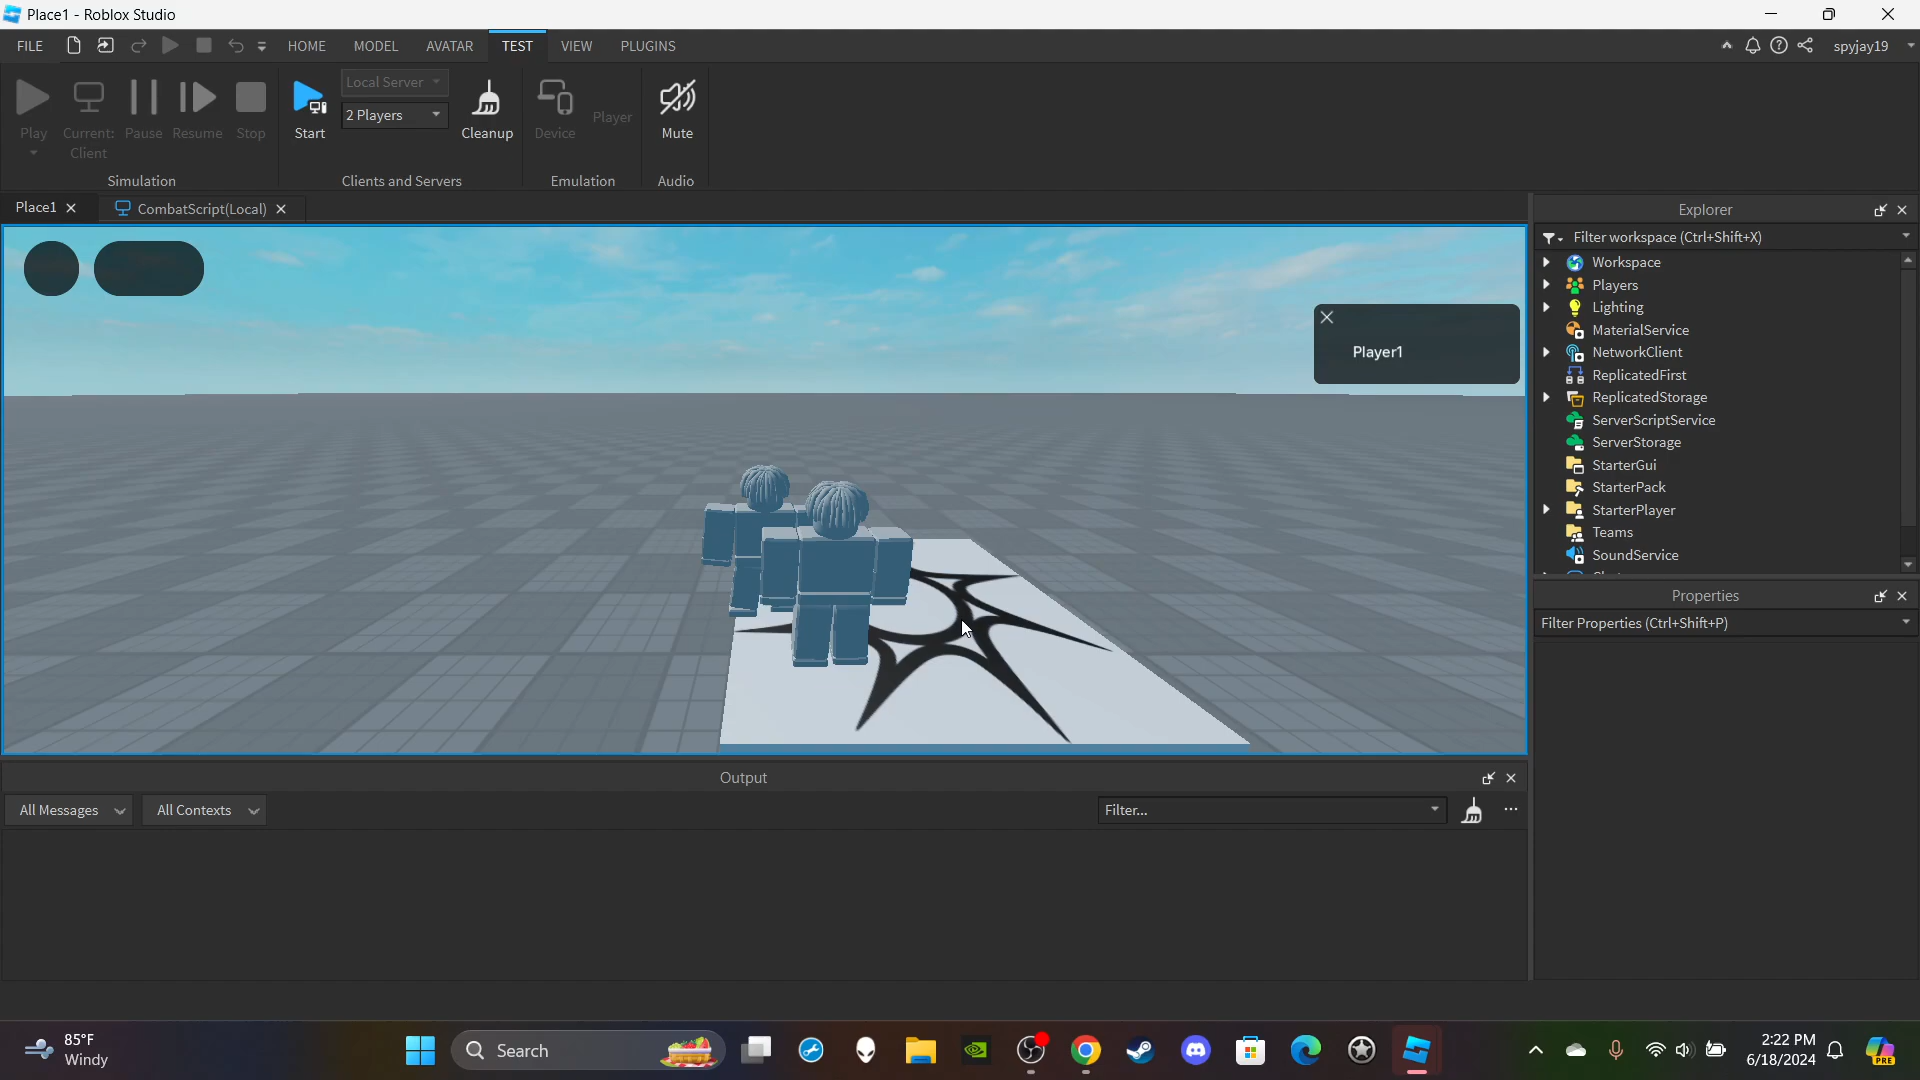 Place1 - Roblox Studio
FILE HOME MODEL AVATAR TEST VIEW PLUGINS spyjay19
Play Current: Client Pause Resume Stop Start Local Server 2 Players Cleanup Device Player Mute
Simulation Clients and Servers Emulation Audio
Place1 CombatScript(Local)
Explorer
Filter workspace (Ctrl+Shift+X)
Workspace
Players
Lighting
MaterialService
NetworkClient
ReplicatedFirst
ReplicatedStorage
ServerScriptService
ServerStorage
StarterGui
StarterPack
StarterPlayer
Teams
SoundService
Player1
Properties
Filter Properties (Ctrl+Shift+P)
Output
All Messages All Contexts Filter...
85°F
Windy
Search
PRE
2:22 PM
6/18/2024